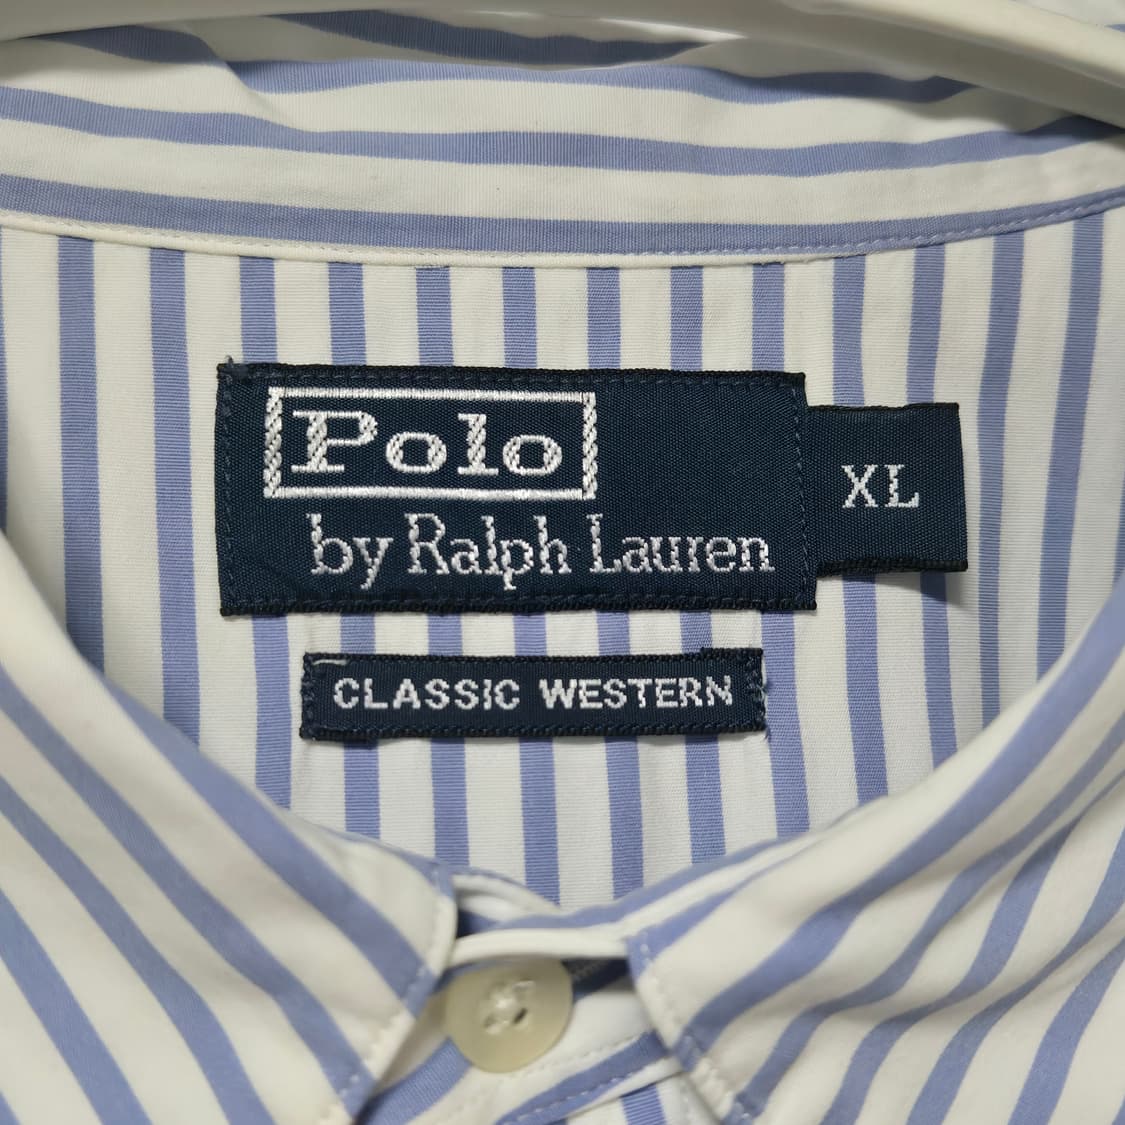 Polo
by Ralph Lauren
XL
CLASSIC WESTERN